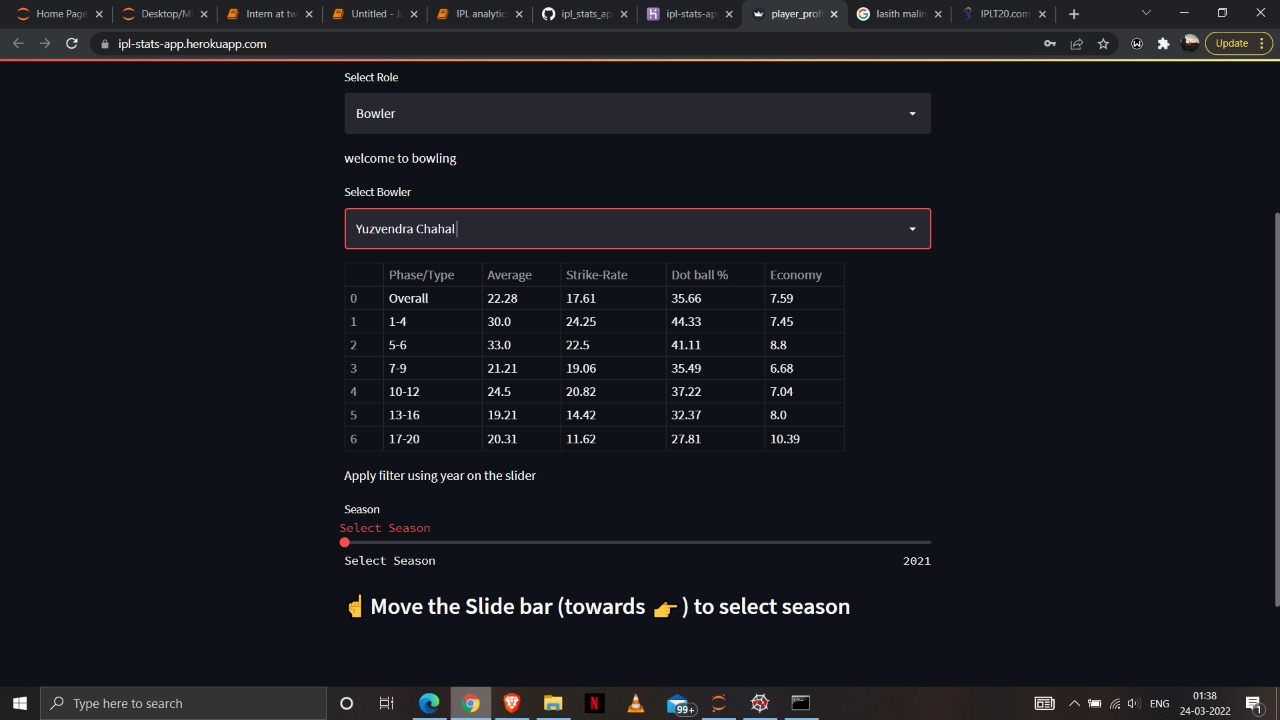 Home Page
Desktop/M
Intern at tw
Untitled - J
IPL analytic
ipl_stats_ap
ipl-stats-ap
player_prof
lasith malin
IPLT20.com
ipl-stats-app.herokuapp.com
Update
Select Role
Bowler
welcome to bowling
Select Bowler
Yuzvendra Chahal
Phase/Type Average Strike-Rate Dot ball % Economy
0 Overall 22.28 17.61 35.66 7.59
1 1-4 30.0 24.25 44.33 7.45
2 5-6 33.0 22.5 41.11 8.8
3 7-9 21.21 19.06 35.49 6.68
4 10-12 24.5 20.82 37.22 7.04
5 13-16 19.21 14.42 32.37 8.0
6 17-20 20.31 11.62 27.81 10.39
Apply filter using year on the slider
Season
Select Season
Select Season 2021
☝Move the Slide bar (towards 👉 ) to select season
Type here to search
99+
ENG
01:38
24-03-2022
1